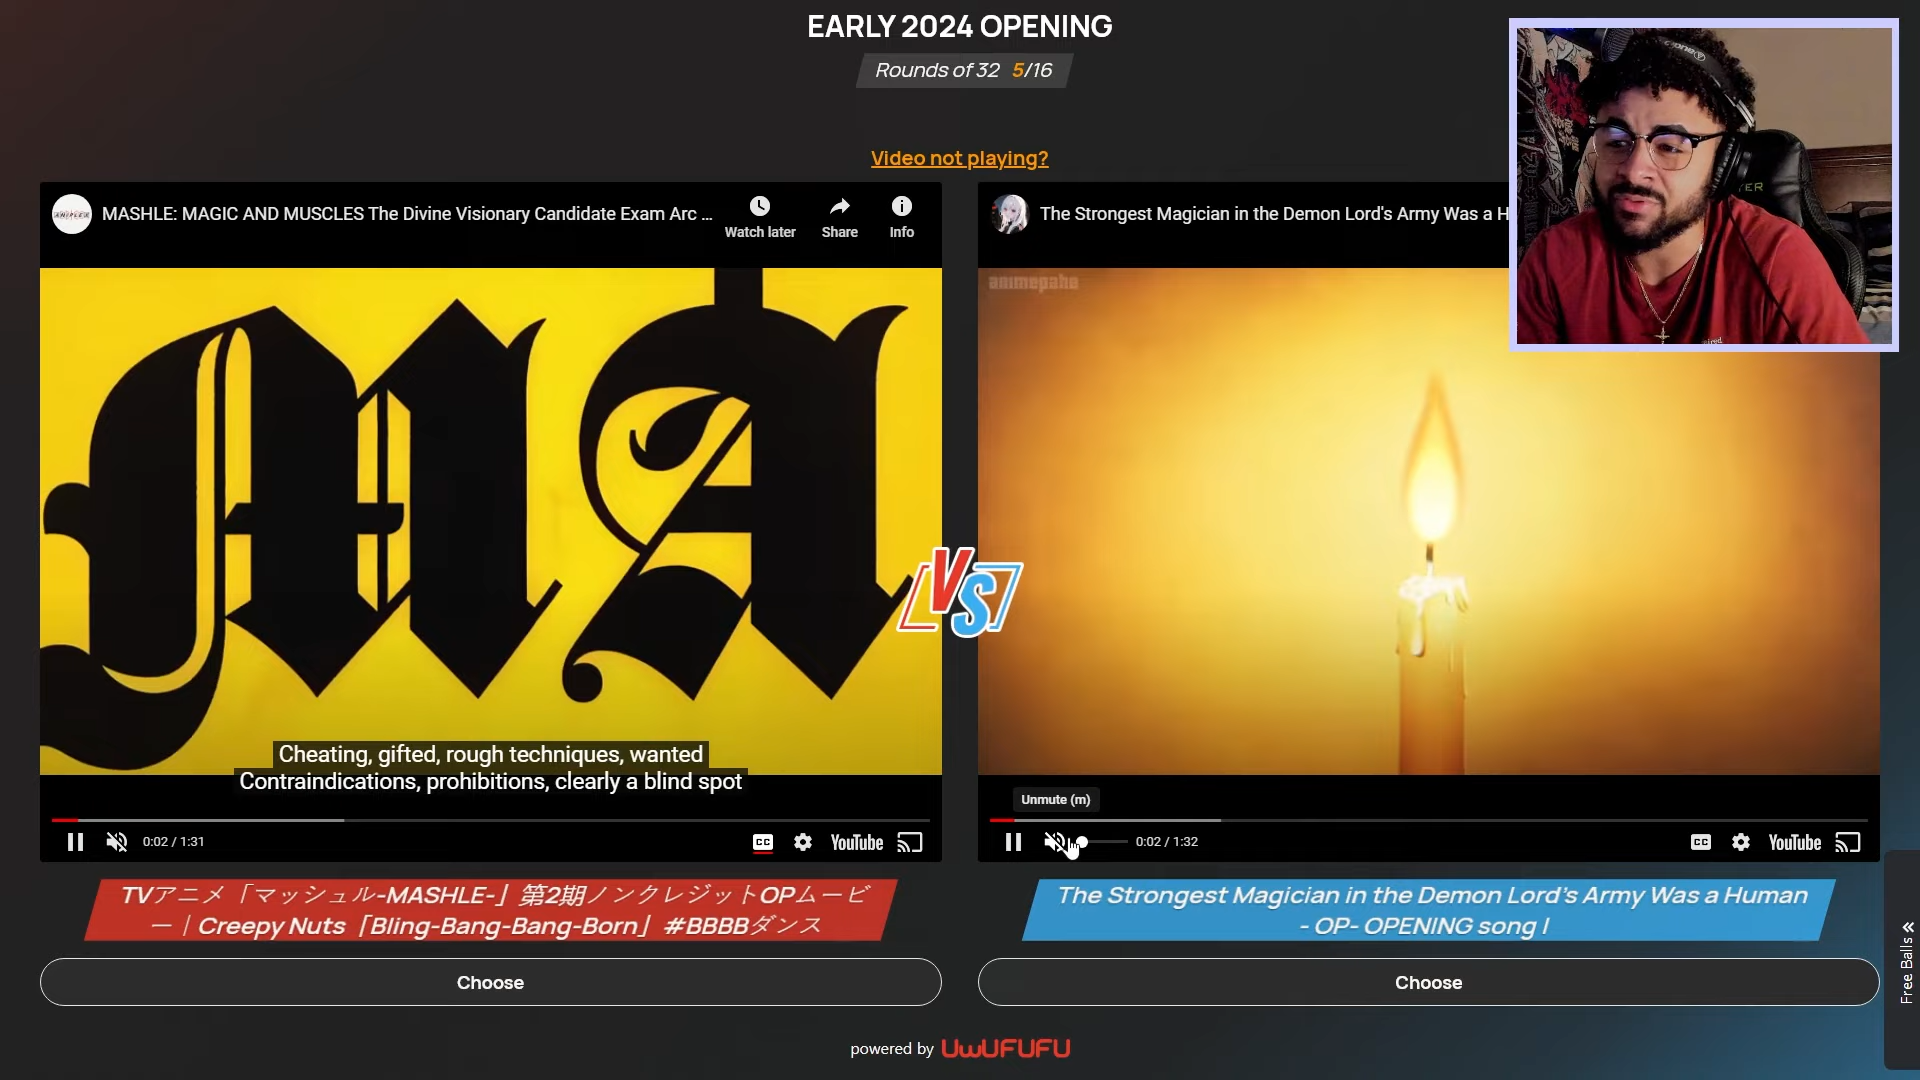 EARLY 2024 OPENING
Rounds of 32 5/16
Video not playing?
MASHLE: MAGIC AND MUSCLES The Divine Visionary Candidate Exam Arc ...
Watch later
Share
Info
The Strongest Magician in the Demon Lord's Army Was a H
animepahe
MA
VS
Cheating, gifted, rough techniques, wanted
Contraindications, prohibitions, clearly a blind spot
Unmute (m)
0:02 / 1:31
CC
YouTube
0:02 / 1:32
CC
YouTube
TVアニメ「マッシュル-MASHLE-」第2期ノンクレジットOPムービ
ー｜Creepy Nuts「Bling-Bang-Bang-Born」#BBBBダンス
The Strongest Magician in the Demon Lord's Army Was a Human
- OP- OPENING song I
Choose
Choose
Free Balls
powered by UwUFUFU